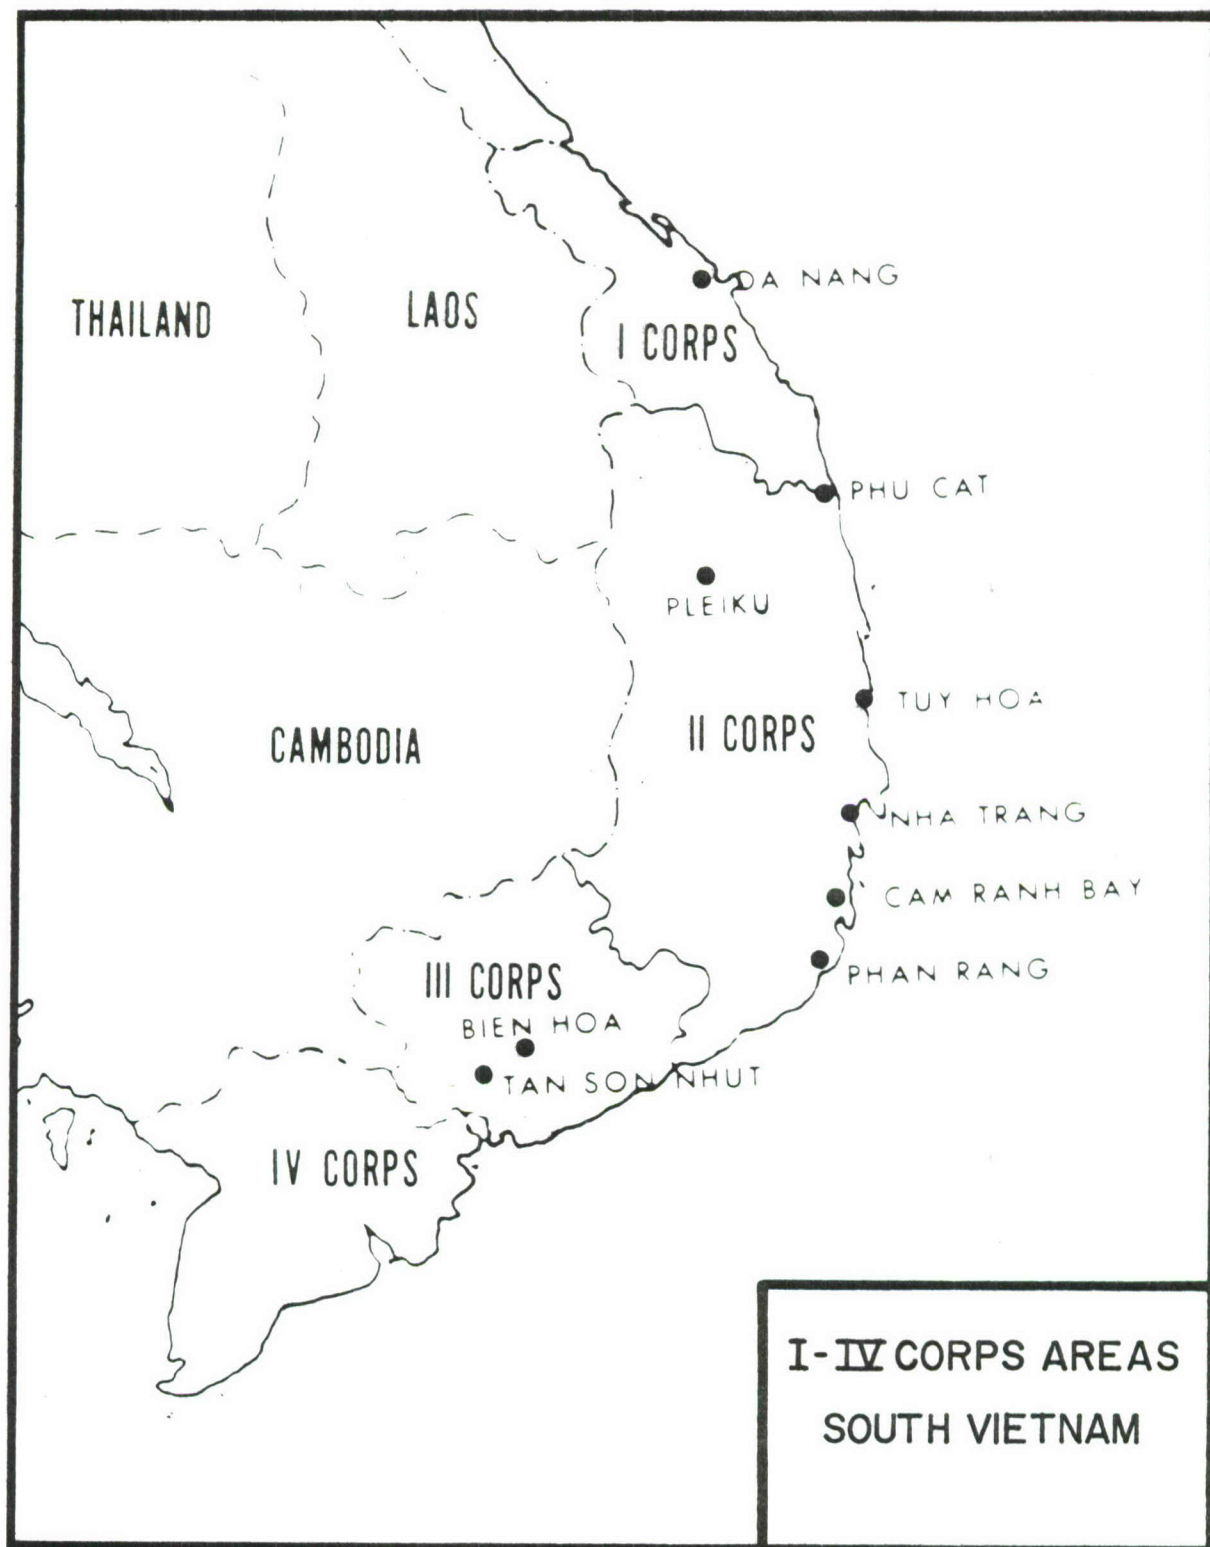 DA NANG
THAILAND
LAOS
I CORPS
PHU CAT
PLEIKU
TUY HOA
II CORPS
CAMBODIA
NHA TRANG
CAM RANH BAY
PHAN RANG
III CORPS
BIEN HOA
TAN SON NHUT
IV CORPS
I-IV CORPS AREAS
SOUTH VIETNAM